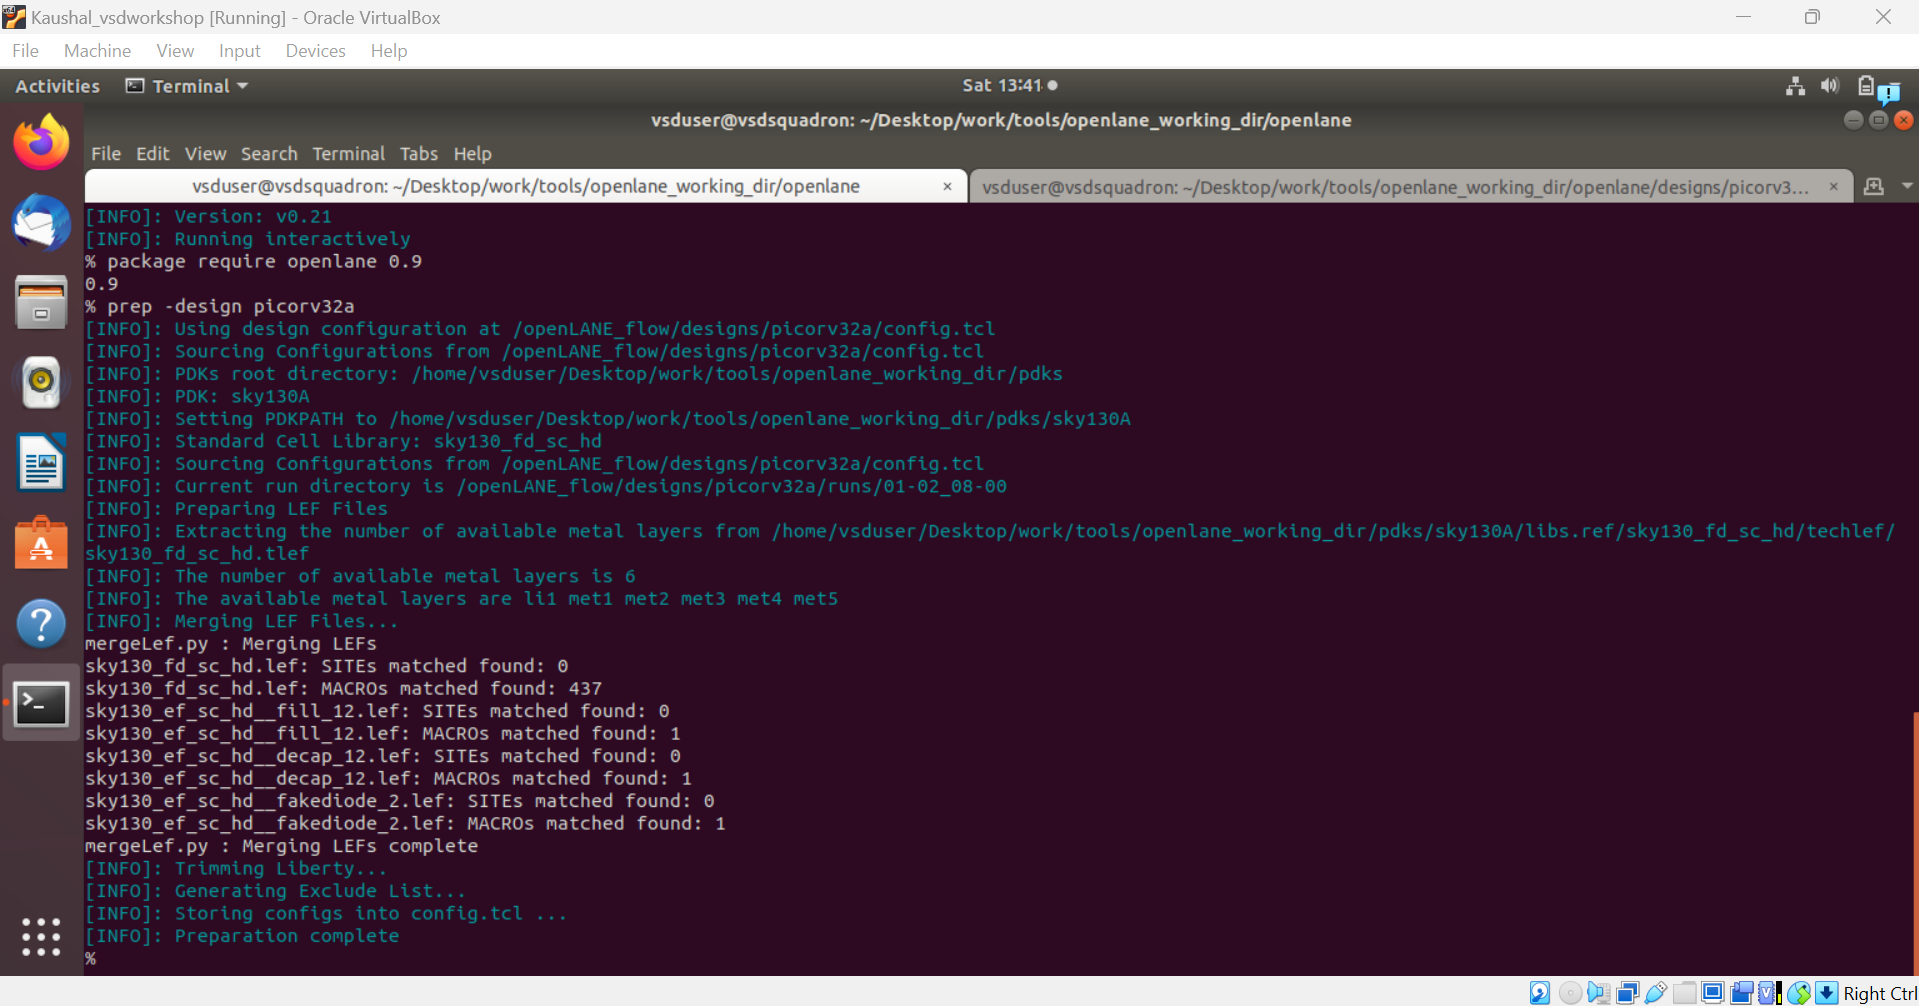 Kaushal_vsdworkshop [Running] - Oracle VirtualBox
File Machine View Input Devices Help
Activities Terminal Sat 13:41
vsduser@vsdsquadron: ~/Desktop/work/tools/openlane_working_dir/openlane
File Edit View Search Terminal Tabs Help
vsduser@vsdsquadron: ~/Desktop/work/tools/openlane_working_dir/openlane × vsduser@vsdsquadron: ~/Desktop/work/tools/openlane_working_dir/openlane/designs/picorv3... ×
[INFO]: Version: v0.21
[INFO]: Running interactively
% package require openlane 0.9
0.9
% prep -design picorv32a
[INFO]: Using design configuration at /openLANE_flow/designs/picorv32a/config.tcl
[INFO]: Sourcing Configurations from /openLANE_flow/designs/picorv32a/config.tcl
[INFO]: PDKs root directory: /home/vsduser/Desktop/work/tools/openlane_working_dir/pdks
[INFO]: PDK: sky130A
[INFO]: Setting PDKPATH to /home/vsduser/Desktop/work/tools/openlane_working_dir/pdks/sky130A
[INFO]: Standard Cell Library: sky130_fd_sc_hd
[INFO]: Sourcing Configurations from /openLANE_flow/designs/picorv32a/config.tcl
[INFO]: Current run directory is /openLANE_flow/designs/picorv32a/runs/01-02_08-00
[INFO]: Preparing LEF Files
[INFO]: Extracting the number of available metal layers from /home/vsduser/Desktop/work/tools/openlane_working_dir/pdks/sky130A/libs.ref/sky130_fd_sc_hd/techlef/
sky130_fd_sc_hd.tlef
[INFO]: The number of available metal layers is 6
[INFO]: The available metal layers are li1 met1 met2 met3 met4 met5
[INFO]: Merging LEF Files...
mergeLef.py : Merging LEFs
sky130_fd_sc_hd.lef: SITEs matched found: 0
sky130_fd_sc_hd.lef: MACROs matched found: 437
sky130_ef_sc_hd__fill_12.lef: SITEs matched found: 0
sky130_ef_sc_hd__fill_12.lef: MACROs matched found: 1
sky130_ef_sc_hd__decap_12.lef: SITEs matched found: 0
sky130_ef_sc_hd__decap_12.lef: MACROs matched found: 1
sky130_ef_sc_hd__fakediode_2.lef: SITEs matched found: 0
sky130_ef_sc_hd__fakediode_2.lef: MACROs matched found: 1
mergeLef.py : Merging LEFs complete
[INFO]: Trimming Liberty...
[INFO]: Generating Exclude List...
[INFO]: Storing configs into config.tcl ...
[INFO]: Preparation complete
%
Right Ctrl